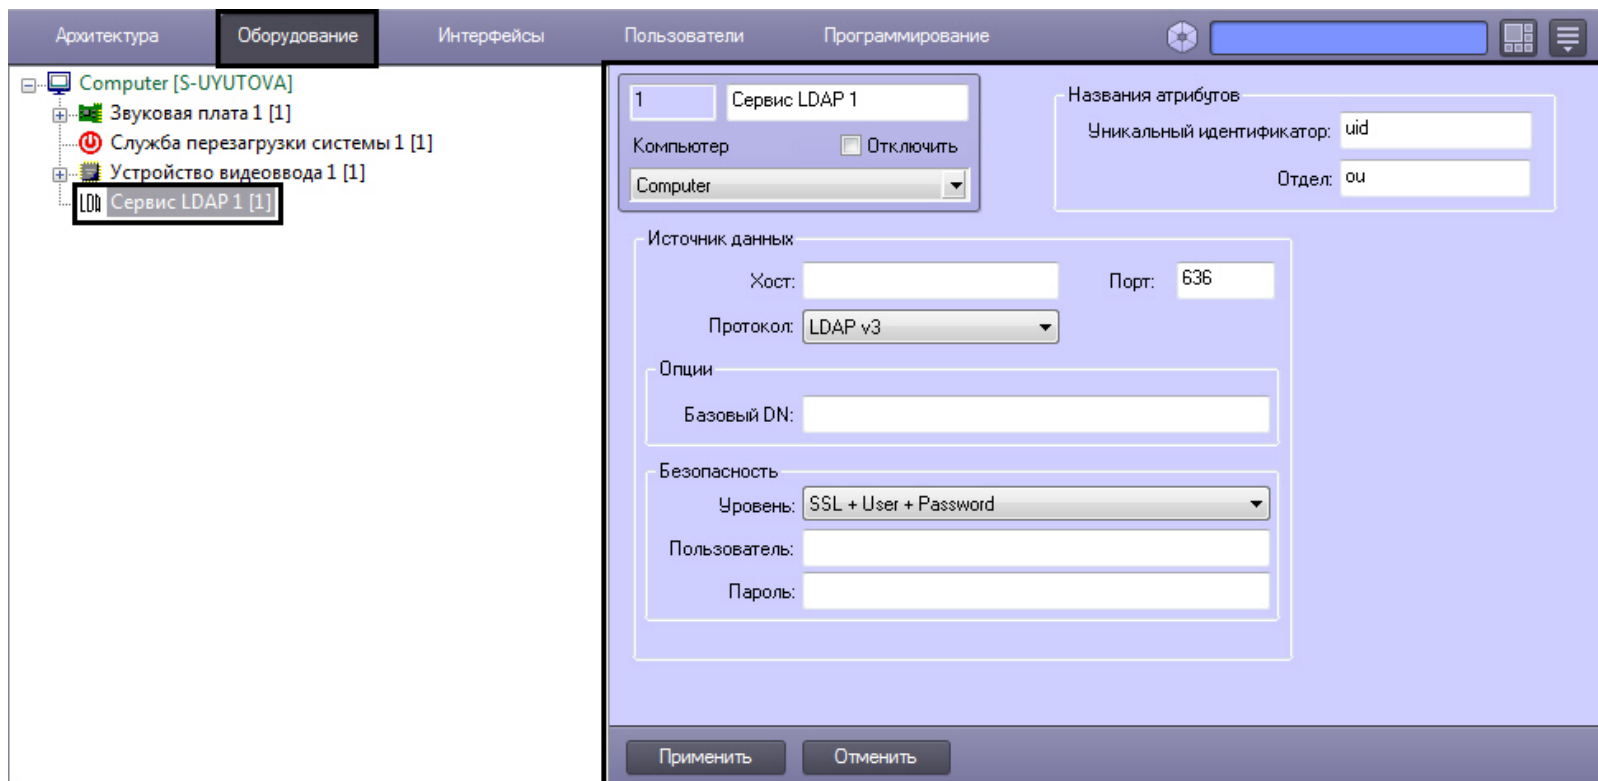 Архитектура Оборудование Интерфейсы Пользователи Программирование
Computer [S-UYUTOVA]
Звуковая плата 1 [1]
Служба перезагрузки системы 1 [1]
Устройство видеоввода 1 [1]
LDA Сервис LDAP 1 [1]
1 Сервис LDAP 1
Компьютер Отключить
Computer
Названия атрибутов
Уникальный идентификатор: uid
Отдел: ou
Источник данных
Хост: Порт: 636
Протокол: LDAP v3
Опции
Базовый DN:
Безопасность
Уровень: SSL + User + Password
Пользователь:
Пароль:
Применить Отменить